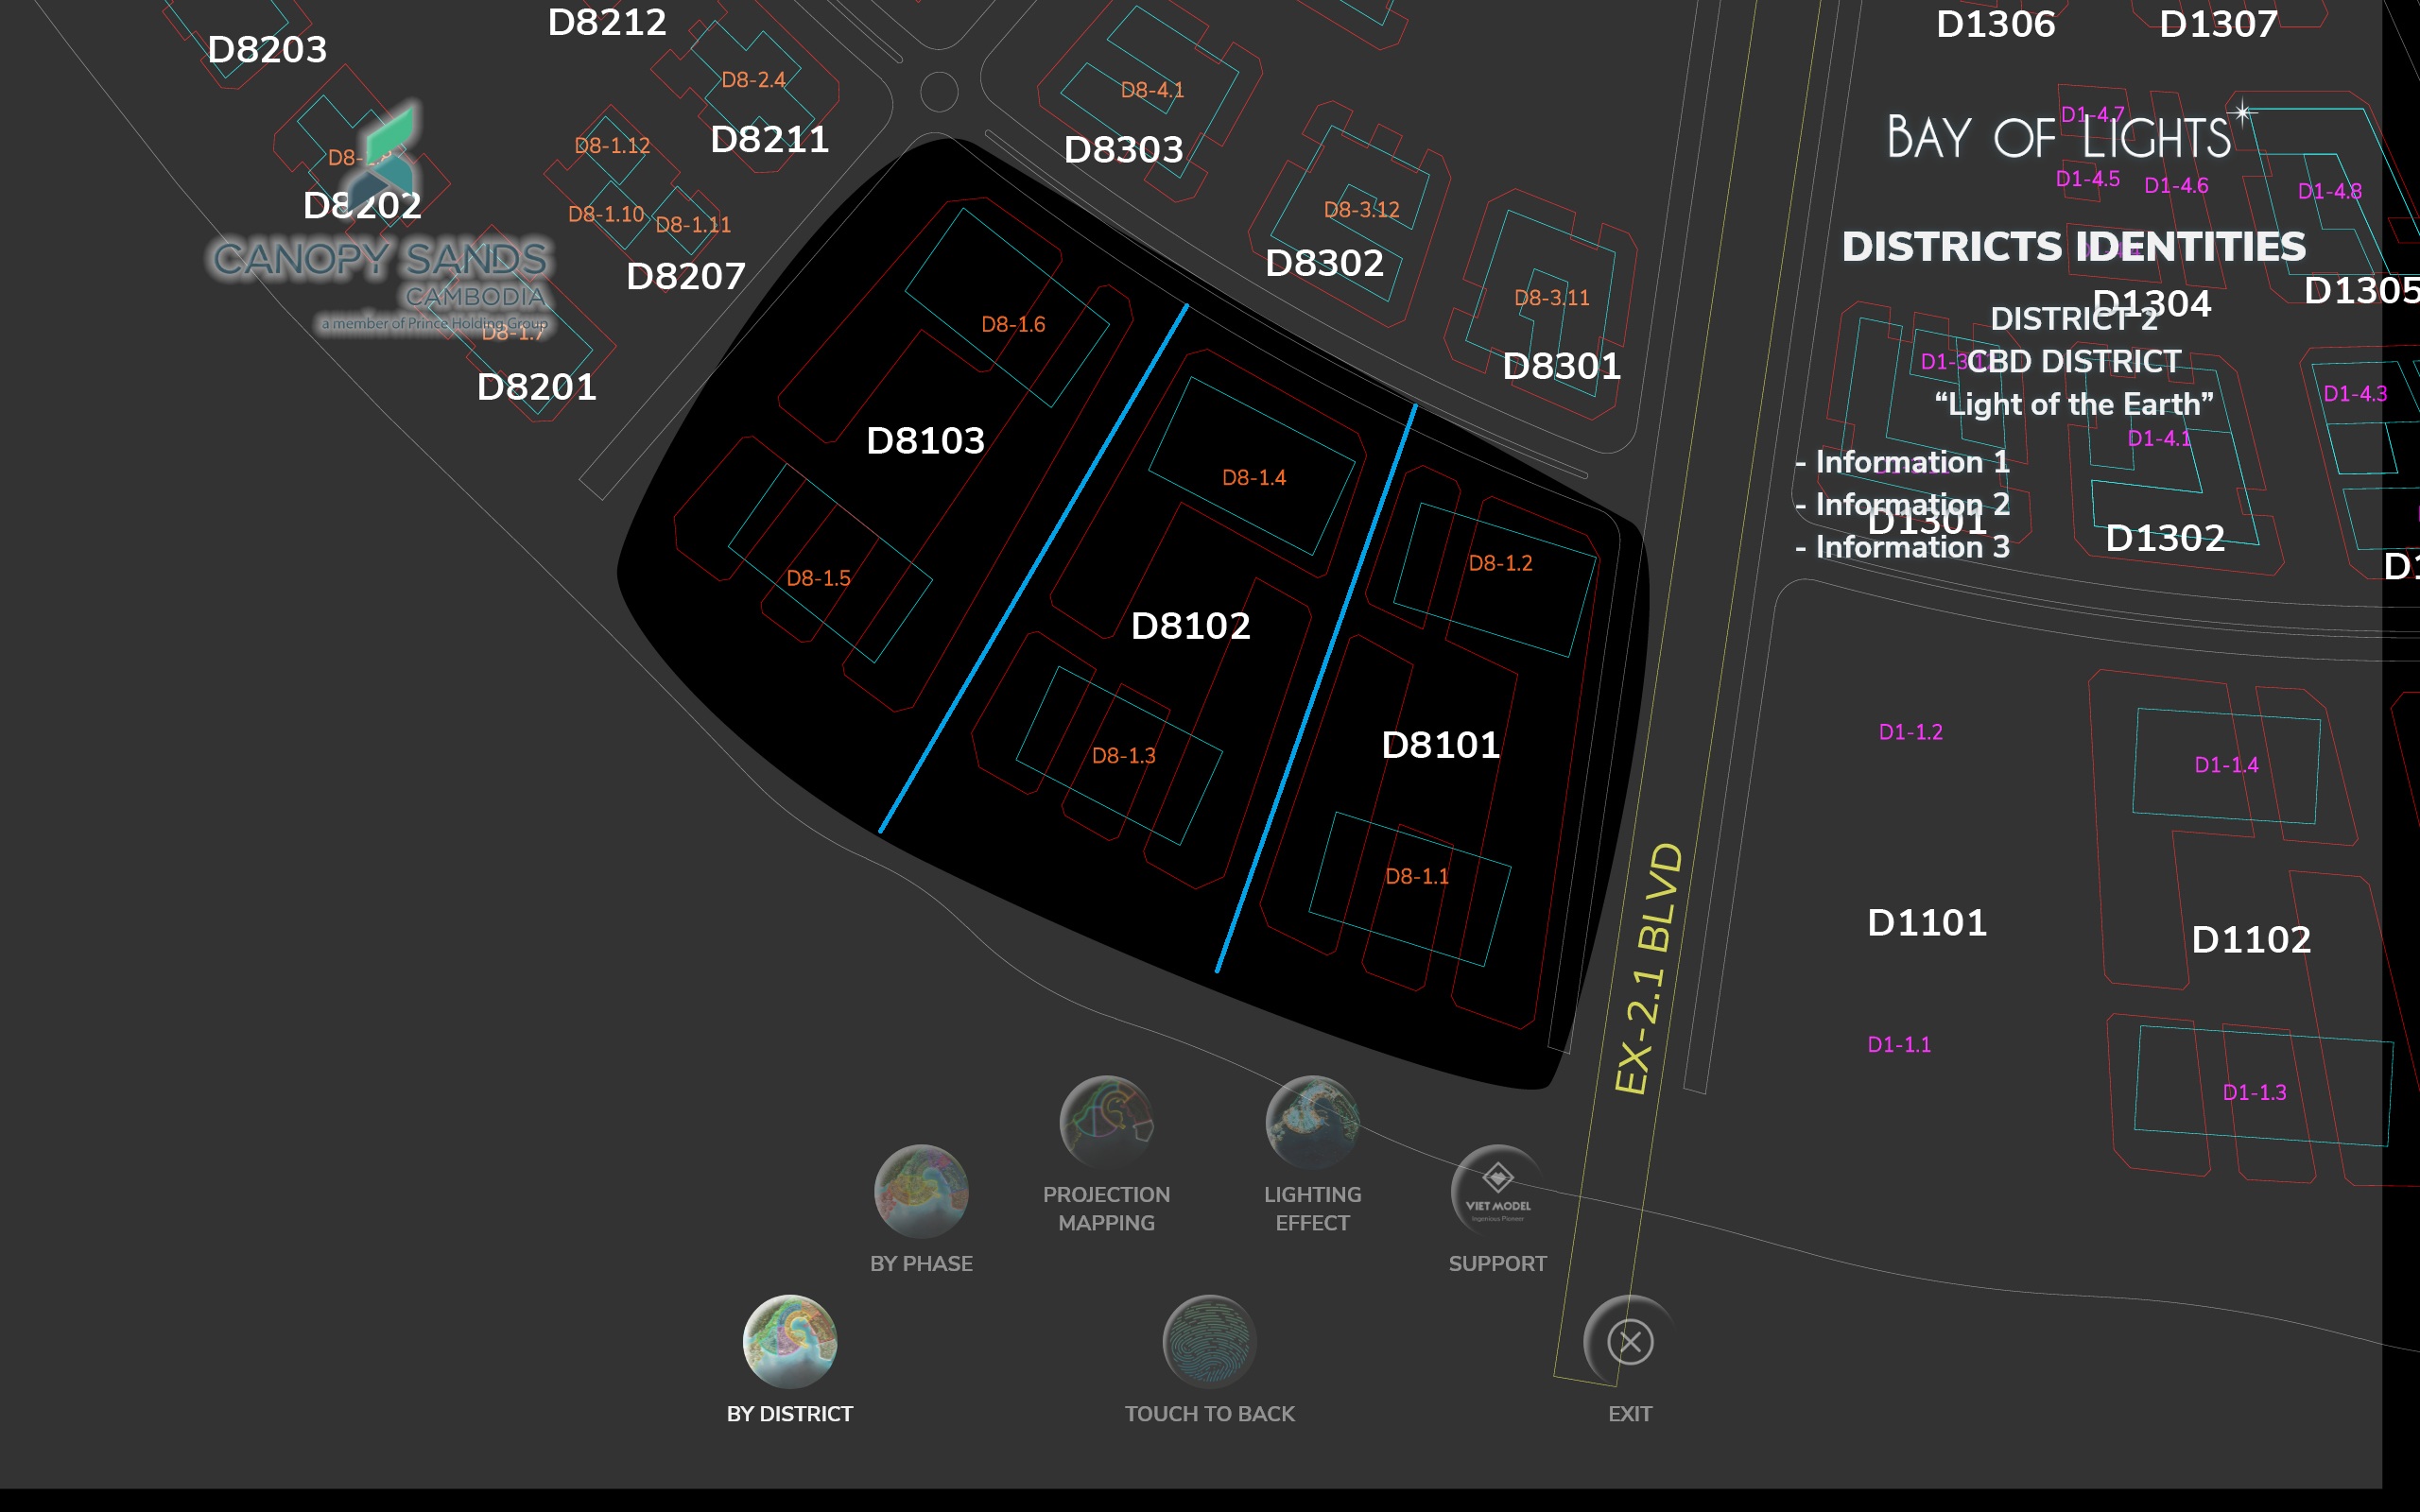 D8203
D8212
D8-2.4
D8211
D8-1.12
D8-1.10
D8-1.11
D8207
D8202
CANOPY SANDS
CAMBODIA
a member of Prince Holding Group
D8-1.7
D8201
D8-4.1
D8303
D8-3.12
D8302
D8-3.11
D8301
D1306
D1307
D1-4.7
BAY OF LIGHTS
D1-4.5
D1-4.6
D1-4.8
DISTRICTS IDENTITIES
D1304
D1305
DISTRICT 2
CBD DISTRICT
“Light of the Earth”
D1-4.3
D1-4.1
- Information 1
- Information 2
- Information 3
D1301
D1302
D8-1.6
D8103
D8-1.5
D8-1.4
D8102
D8-1.3
D8-1.2
D8101
D8-1.1
EX-2.1 BLVD
D1-1.2
D1-1.4
D1101
D1102
D1-1.1
D1-1.3
PROJECTION
MAPPING
LIGHTING
EFFECT
BY PHASE
VIET MODEL
Ingenious Pioneer
SUPPORT
BY DISTRICT
TOUCH TO BACK
EXIT